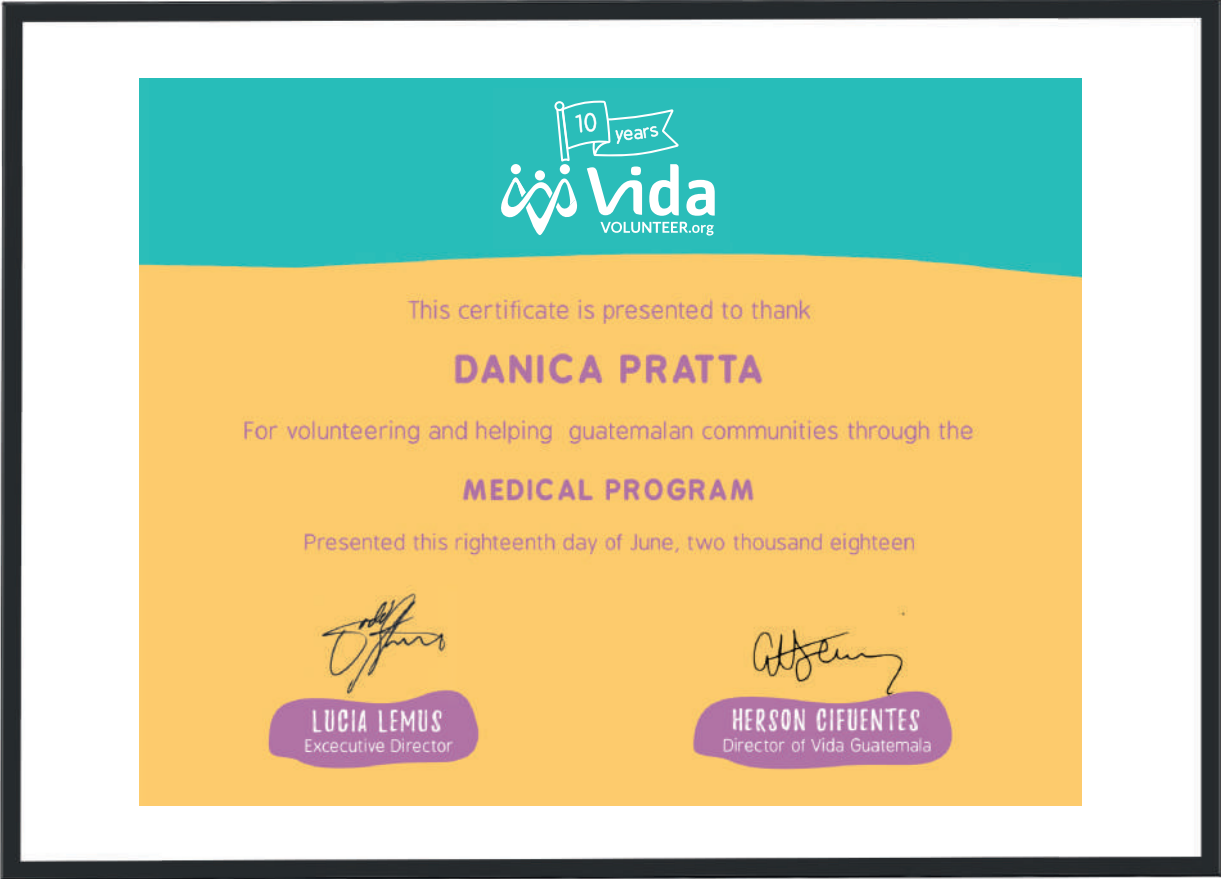 10 years
Vida
VOLUNTEER.org
This certificate is presented to thank
DANICA PRATTA
For volunteering and helping guatemalan communities through the
MEDICAL PROGRAM
Presented this righteenth day of June, two thousand eighteen
LUCIA LEMUS
Excecutive Director
HERSON CIFUENTES
Director of Vida Guatemala